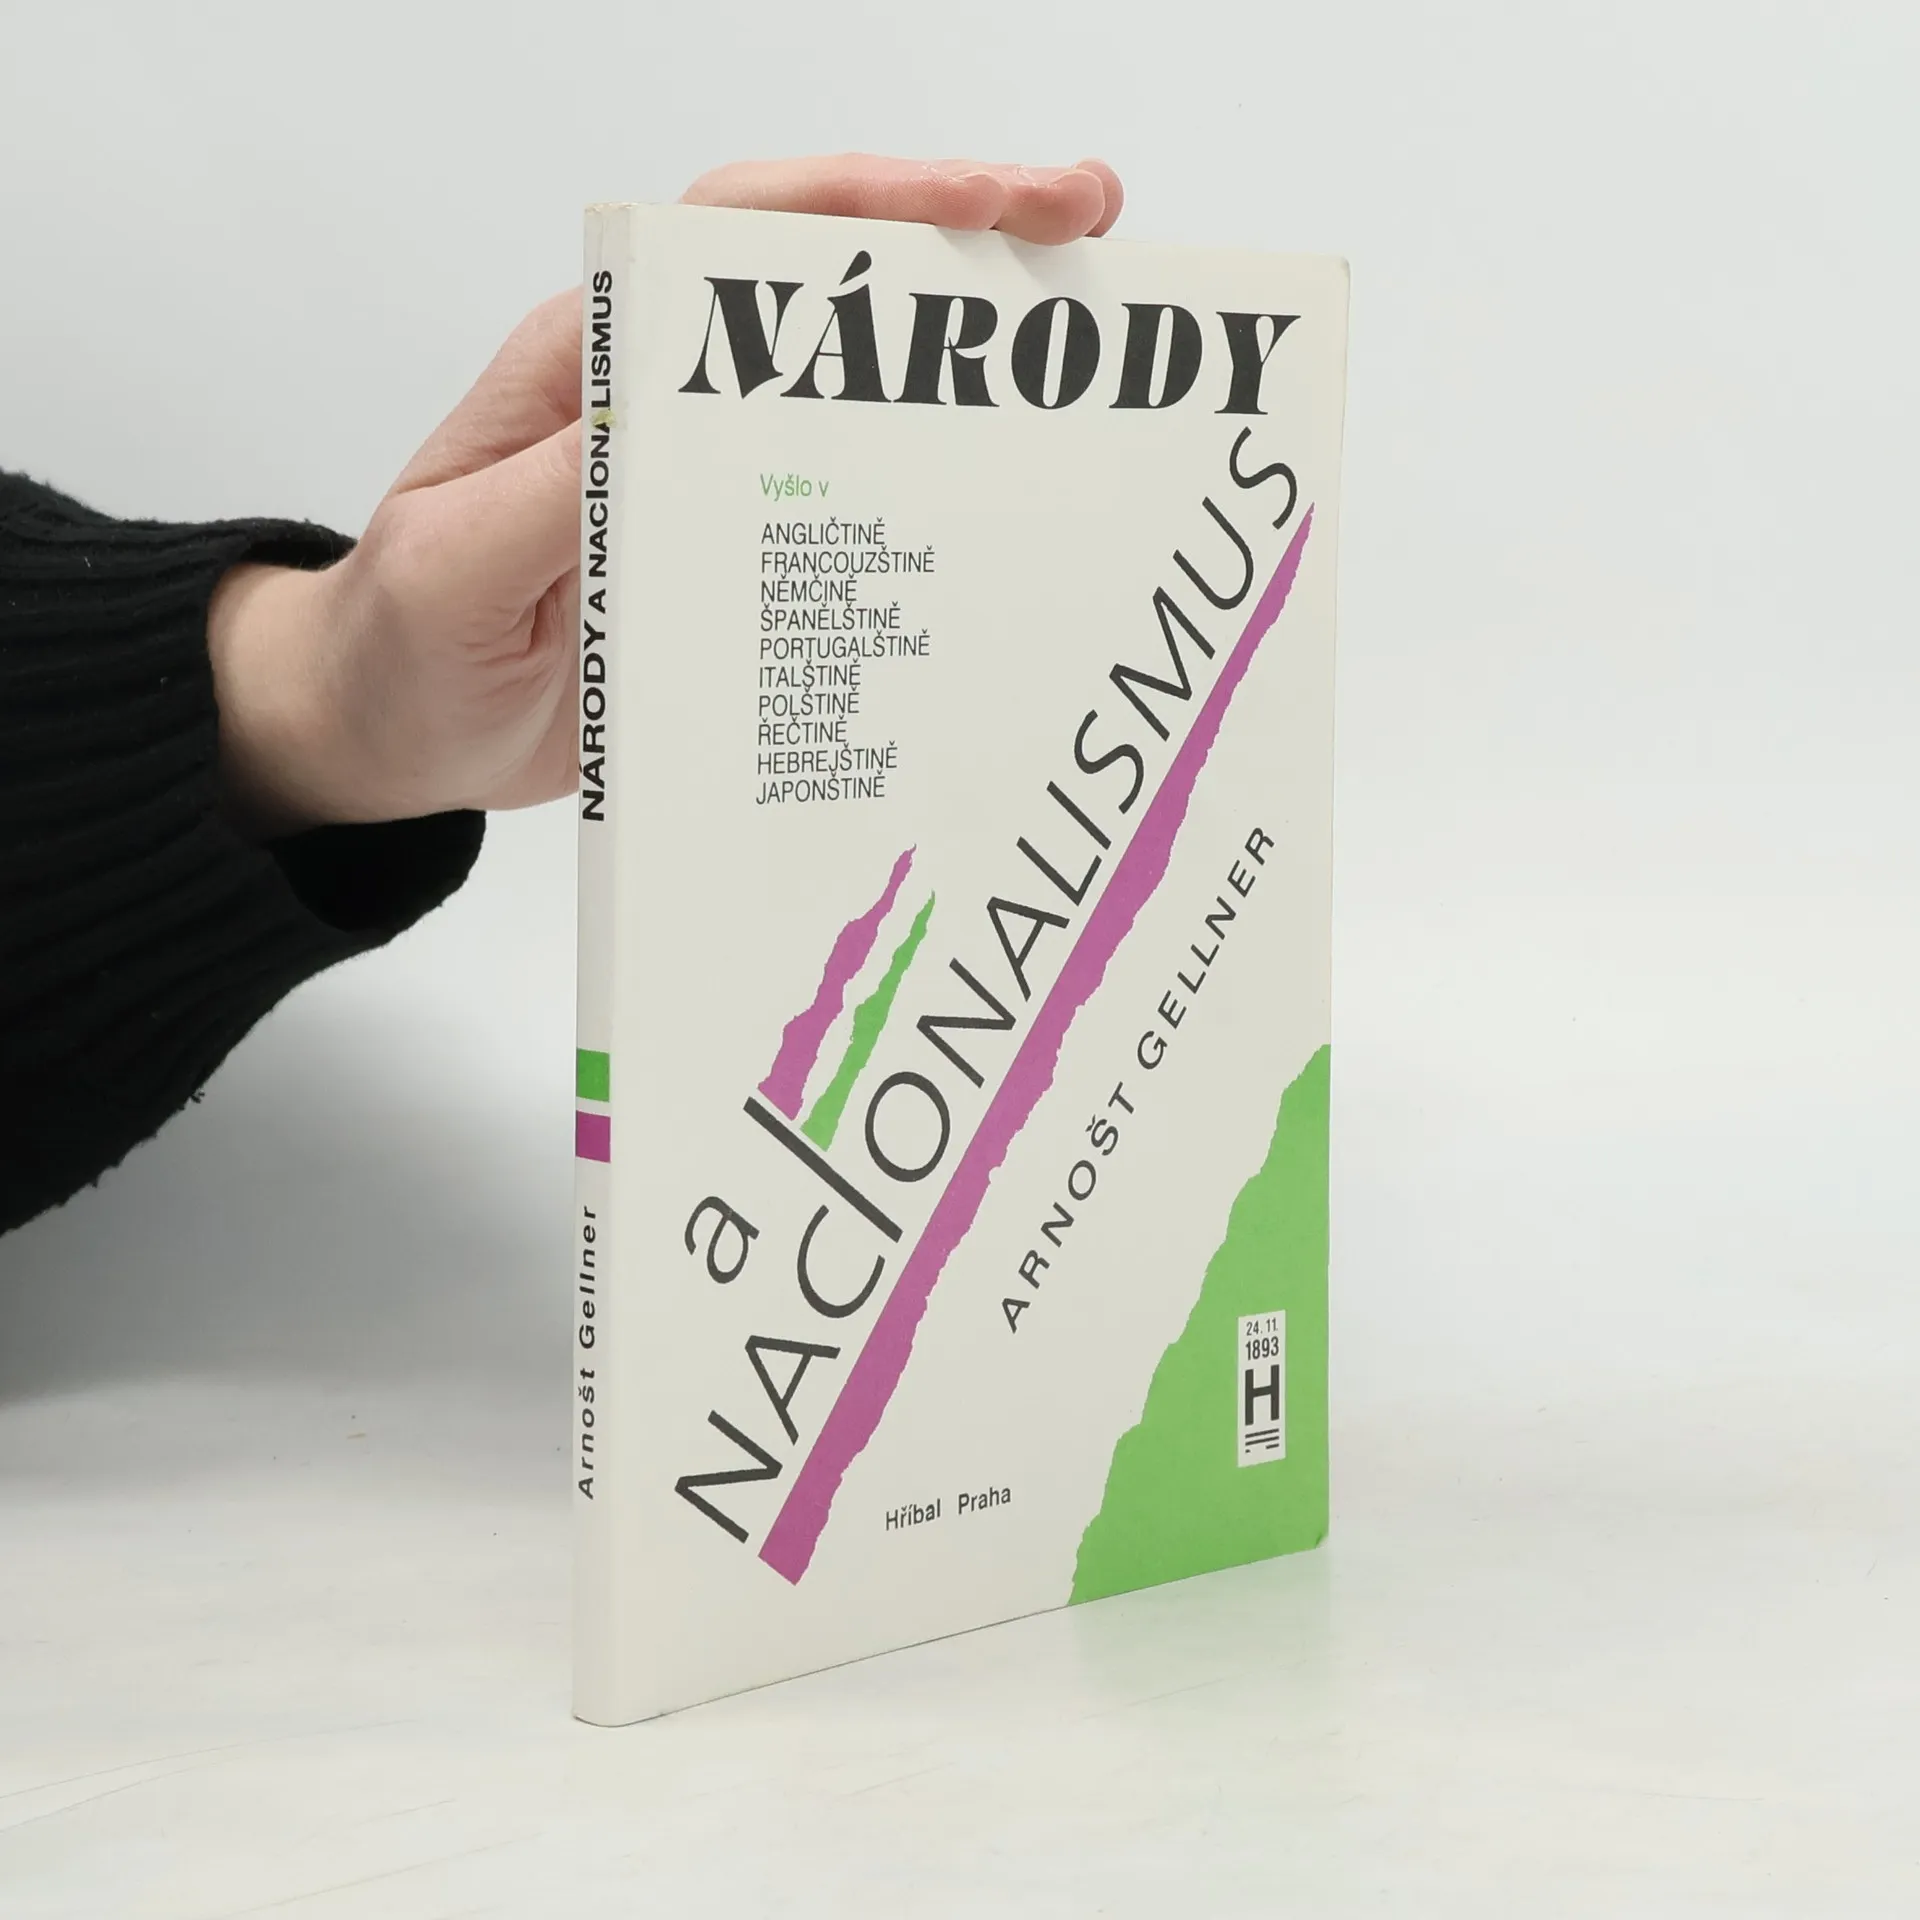 NÁRODY A NACIONALISMUS
Arnošt Gellner
NÁRODY
Vyšlo v
ANGLIČTINĚ
FRANCOUZŠTINĚ
NĚMČINĚ
ŠPANĚLŠTINĚ
PORTUGALŠTINĚ
ITALŠTINĚ
POLŠTINĚ
ŘEČTINĚ
HEBREJŠTINĚ
JAPONŠTINĚ
a
NACIONALISMUS
ARNOŠT GELLNER
24.11.
1893
H
Hříbal Praha